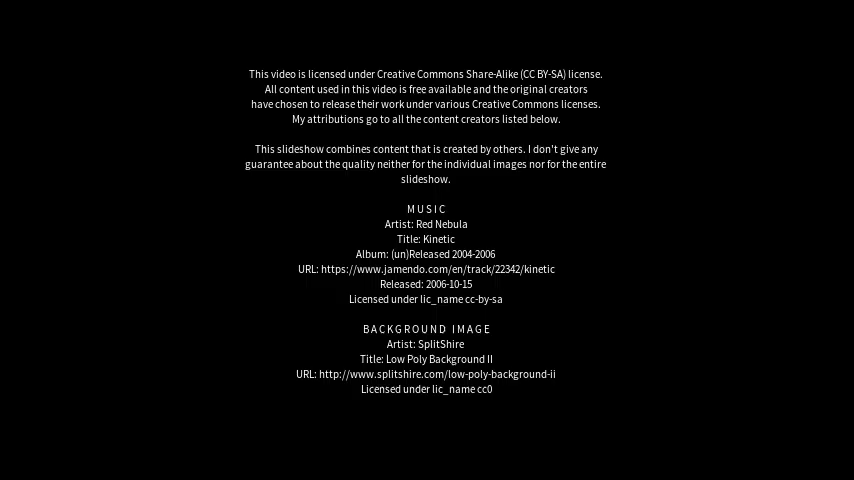 This video is licensed under Creative Commons Share-Alike (CC BY-SA) license.
All content used in this video is free available and the original creators
have chosen to release their work under various Creative Commons licenses.
My attributions go to all the content creators listed below.
This slideshow combines content that is created by others. I don't give any
guarantee about the quality neither for the individual images nor for the entire
slideshow.
MUSIC
Artist: Red Nebula
Title: Kinetic
Album: (un)Released 2004-2006
URL: https://www.jamendo.com/en/track/22342/kinetic
Released: 2006-10-15
Licensed under lic_name cc-by-sa
BACKGROUND IMAGE
Artist: SplitShire
Title: Low Poly Background II
URL: http://www.splitshire.com/low-poly-background-ii
Licensed under lic_name cc0